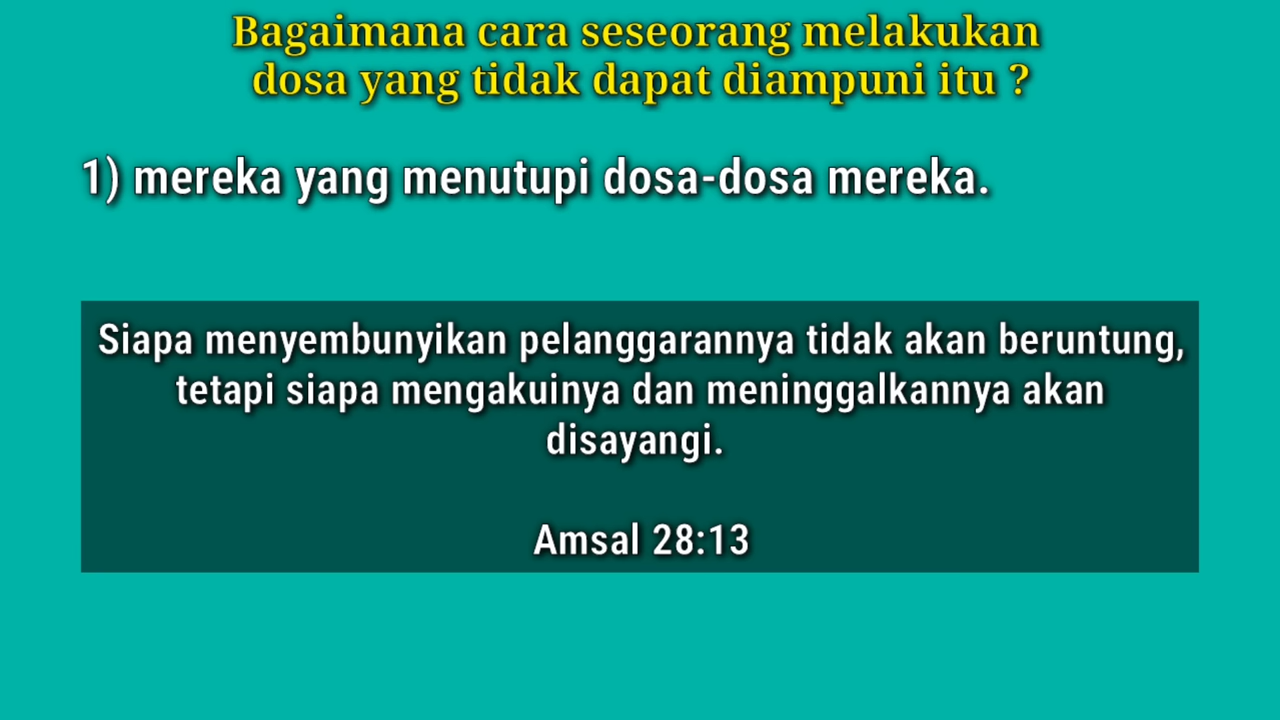 Bagaimana cara seseorang melakukan
dosa yang tidak dapat diampuni itu ?
1) mereka yang menutupi dosa-dosa mereka.
Siapa menyembunyikan pelanggarannya tidak akan beruntung,
tetapi siapa mengakuinya dan meninggalkannya akan
disayangi.
Amsal 28:13